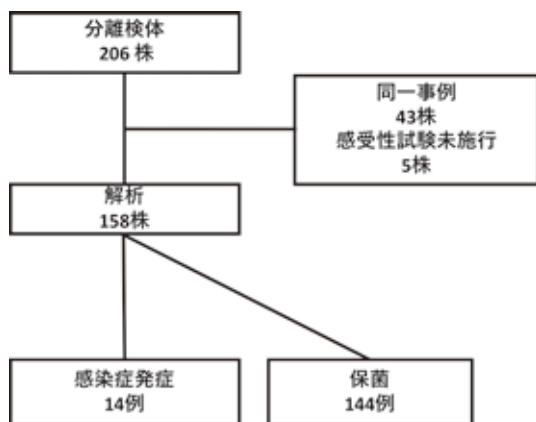 分離検体
206 株
同一事例
43株
感受性試験未施行
5株
解析
158株
感染症発症
14例
保菌
144例